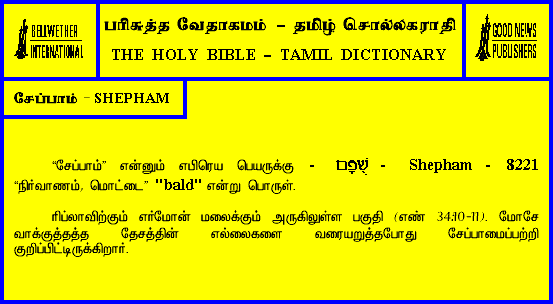 BELLWETHER
INTERNATIONAL
பரிசுத்த வேதாகமம் – தமிழ் சொல்லகராதி
THE HOLY BIBLE – TAMIL DICTIONARY
GOOD NEWS
PUBLISHERS
சேப்பாம் - SHEPHAM
“சேப்பாம்” என்னும் எபிரெய பெயருக்கு - שְׁפָם - Shepham - 8221
“நிர்வாணம், மொட்டை” "bald" என்று பொருள்.
ரிப்லாவிற்கும் எர்மோன் மலைக்கும் அருகிலுள்ள பகுதி (எண் 34:10-11). மோசே
வாக்குத்தத்த தேசத்தின் எல்லைகளை வரையறுத்தபோது சேப்பாமைப்பற்றி
குறிப்பிட்டிருக்கிறார்.